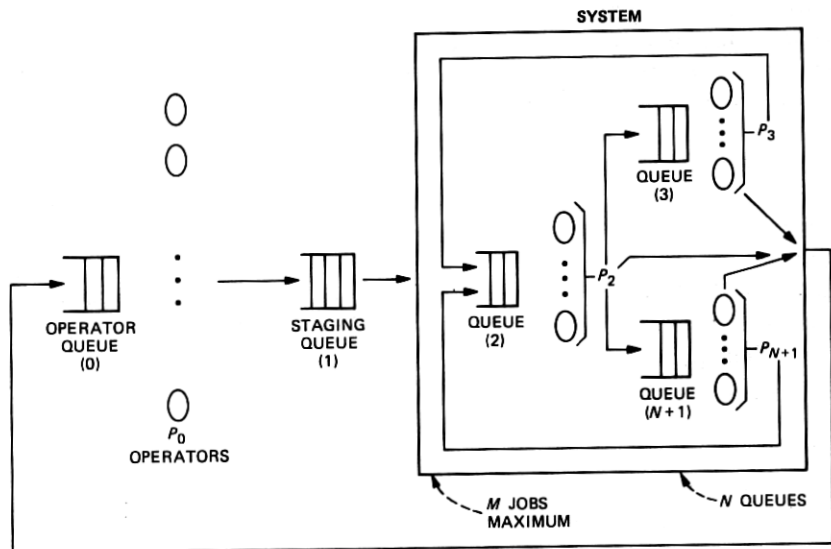 SYSTEM
P3
QUEUE
(3)
P2
QUEUE
(2)
OPERATOR
QUEUE
(0)
STAGING
QUEUE
(1)
PN+1
QUEUE
(N+1)
P0
OPERATORS
M JOBS
MAXIMUM
N QUEUES